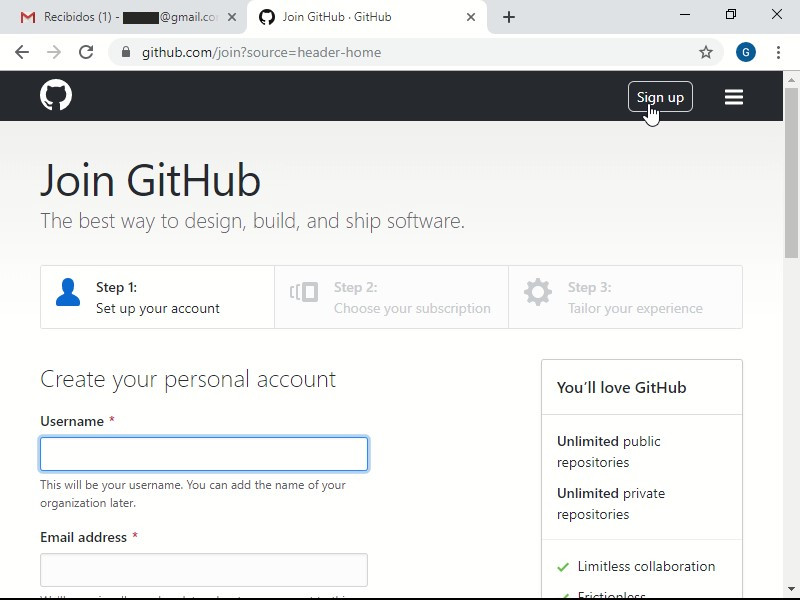 Recibidos (1) - @gmail.co
Join GitHub · GitHub
github.com/join?source=header-home
G
Sign up
Join GitHub
The best way to design, build, and ship software.
Step 1:
Set up your account
Step 2:
Choose your subscription
Step 3:
Tailor your experience
Create your personal account
Username *
This will be your username. You can add the name of your
organization later.
Email address *
You'll love GitHub
Unlimited public
repositories
Unlimited private
repositories
Limitless collaboration
Frictionless